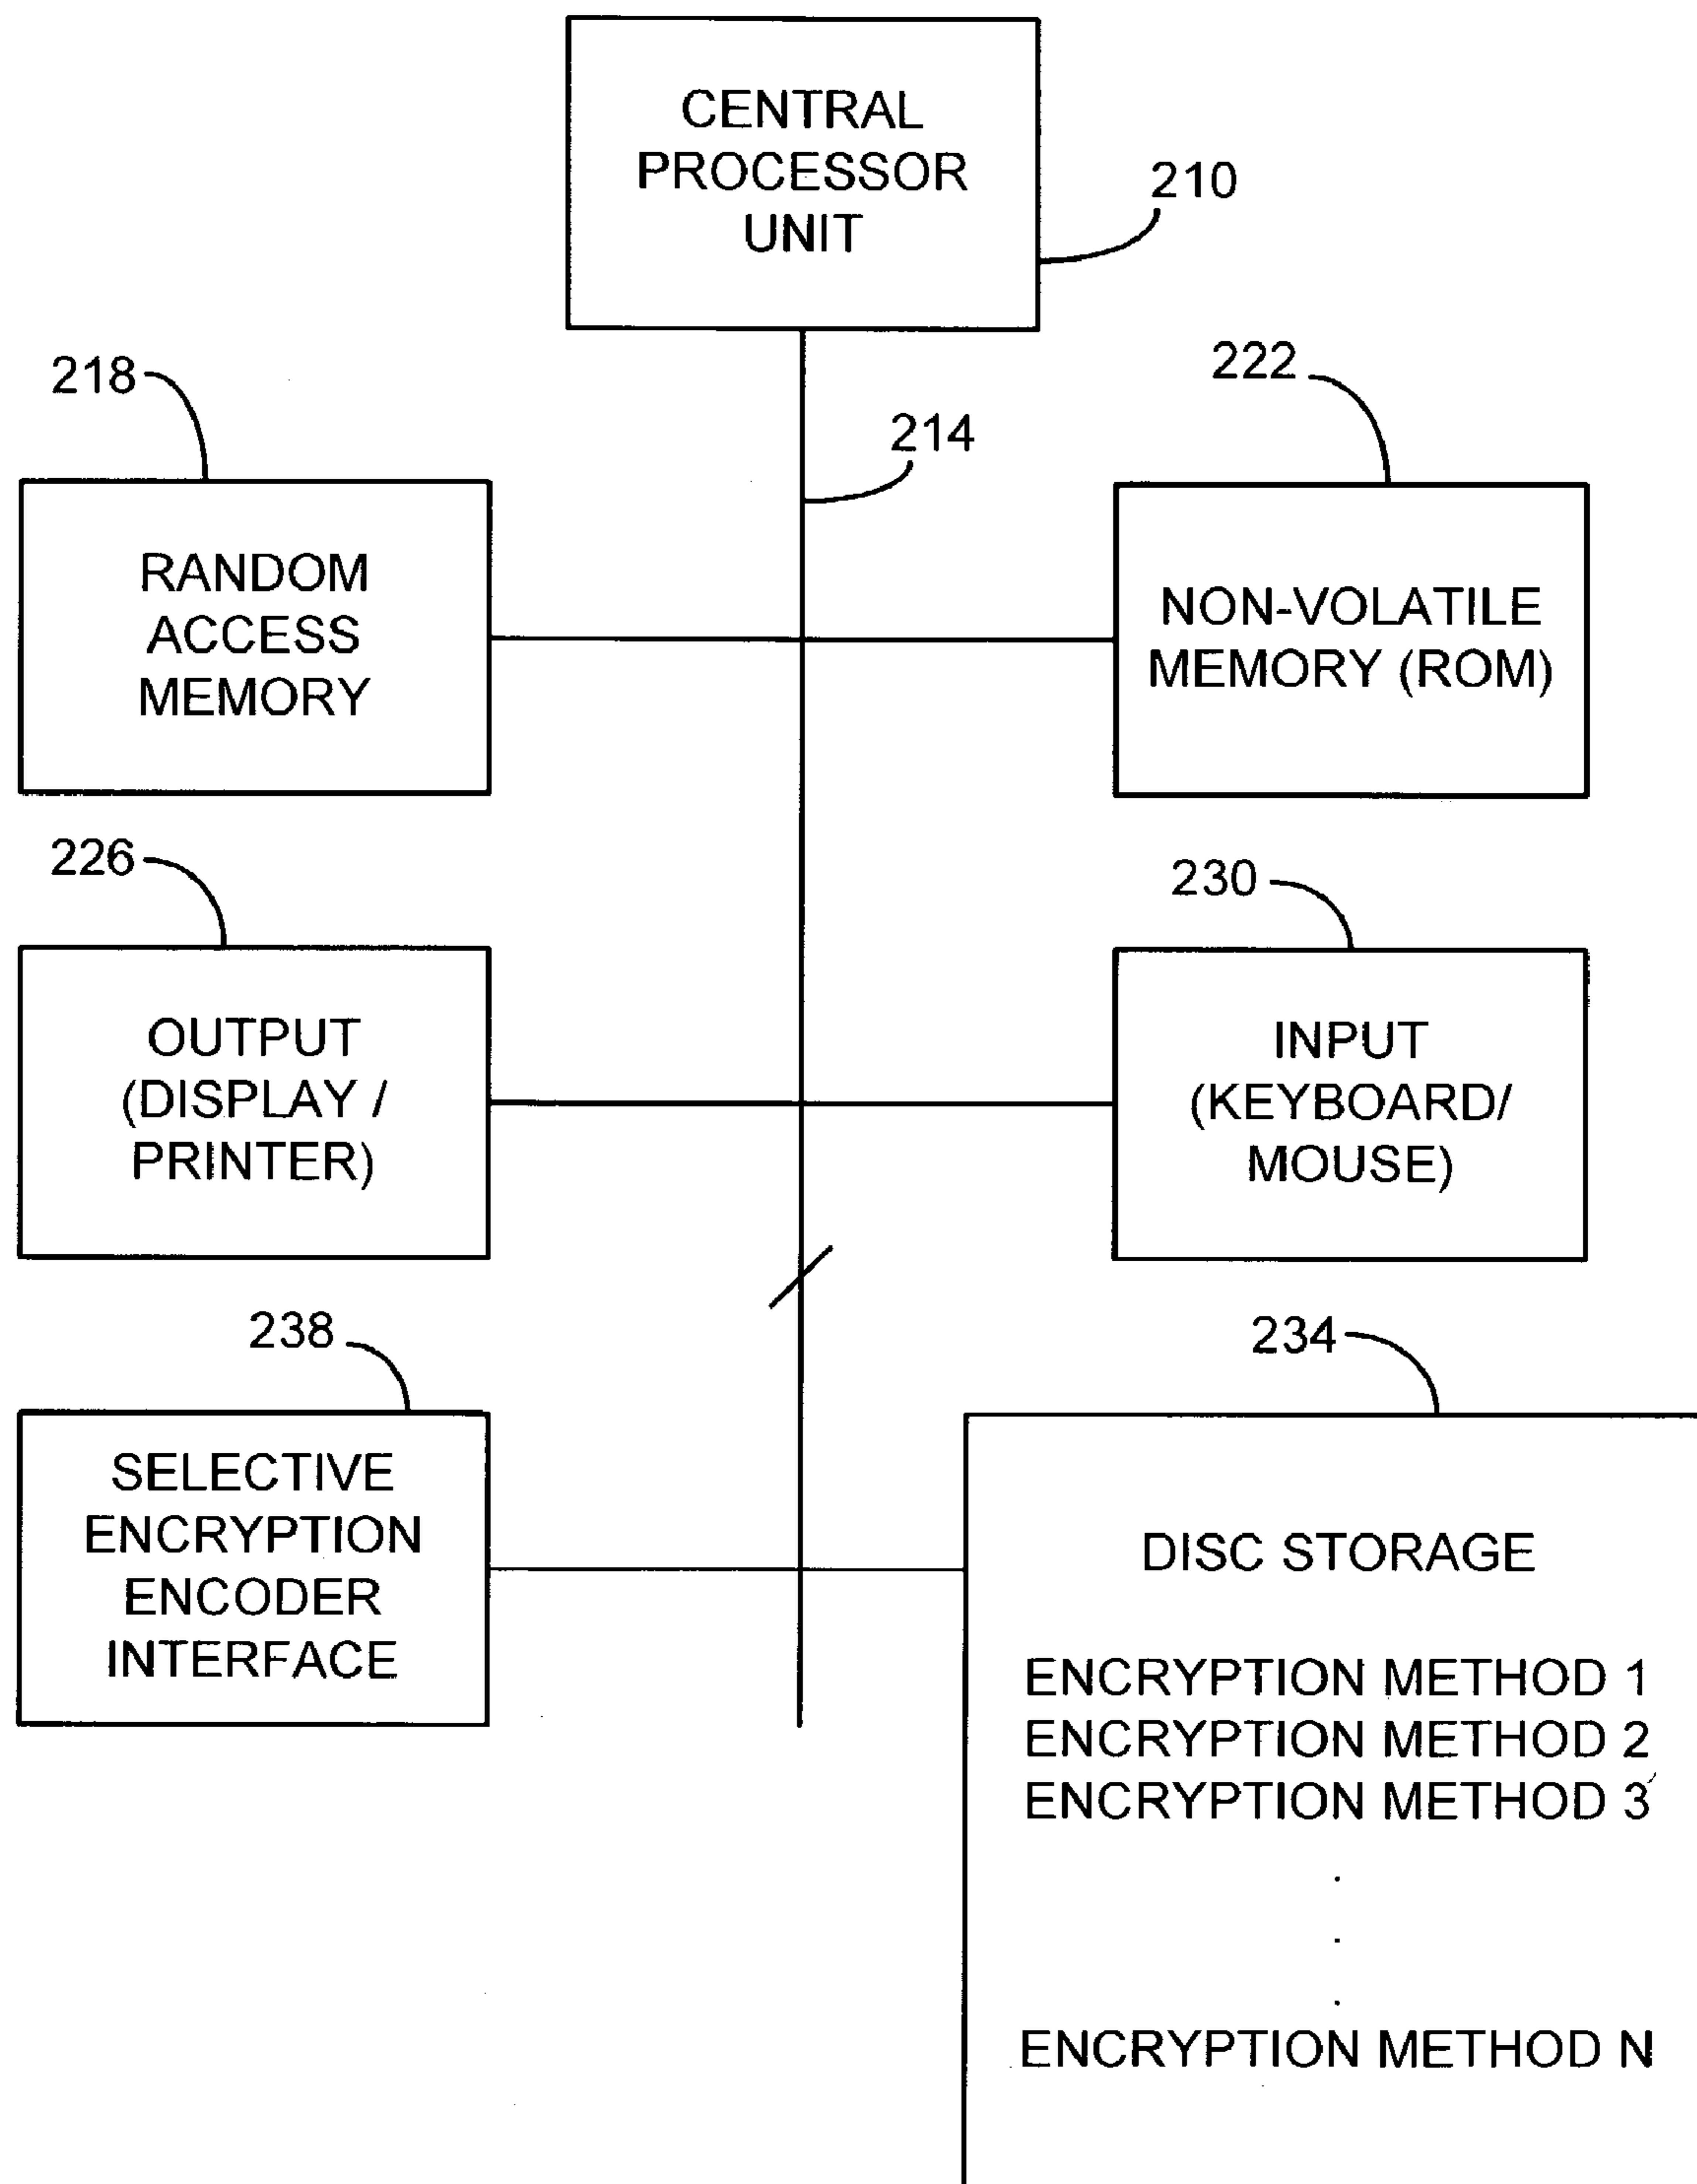 CENTRAL
PROCESSOR
UNIT
210
218
222
214
RANDOM
ACCESS
MEMORY
NON-VOLATILE
MEMORY (ROM)
226
230
OUTPUT
(DISPLAY /
PRINTER)
INPUT
(KEYBOARD/
MOUSE)
238
234
SELECTIVE
ENCRYPTION
ENCODER
INTERFACE
DISC STORAGE
ENCRYPTION METHOD 1
ENCRYPTION METHOD 2
ENCRYPTION METHOD 3
.
.
.
ENCRYPTION METHOD N